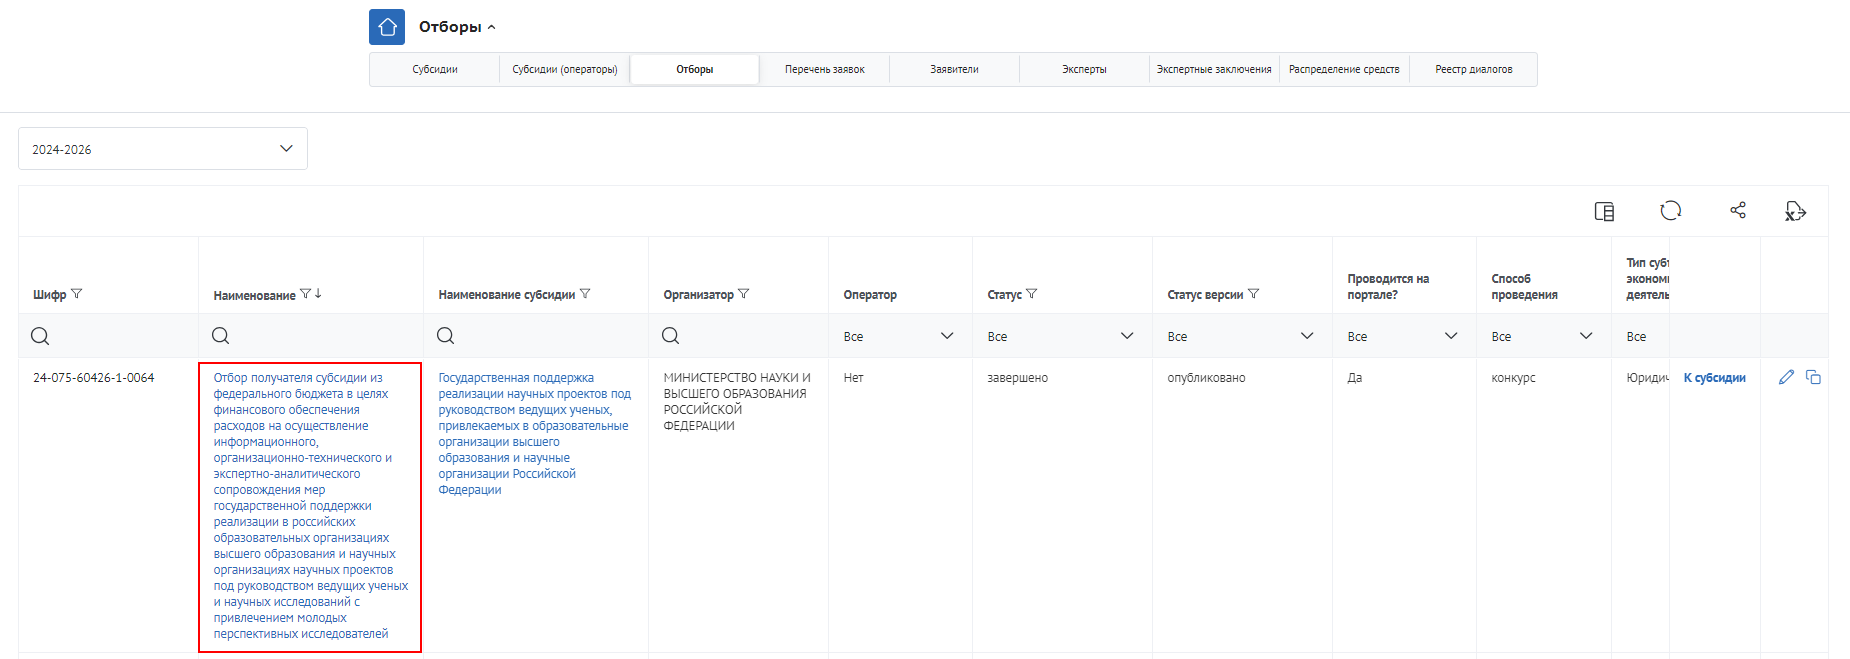 Отборы
Субсидии
Субсидии (операторы)
Отборы
Перечень заявок
Заявители
Эксперты
Экспертные заключения
Распределение средств
Реестр диалогов
2024-2026
Шифр
Наименование
Наименование субсидии
Организатор
Оператор
Статус
Статус версии
Проводится на
портале?
Способ
проведения
Тип субъ
эконом
деятель
Все
Все
Все
Все
Все
Все
24-075-60426-1-0064
Отбор получателя субсидии из
федерального бюджета в целях
финансового обеспечения
расходов на осуществление
информационного,
организационно-технического и
экспертно-аналитического
сопровождения мер
государственной поддержки
реализации в российских
образовательных организациях
высшего образования и научных
организациях научных проектов
под руководством ведущих ученых
и научных исследований с
привлечением молодых
перспективных исследователей
Государственная поддержка
реализации научных проектов под
руководством ведущих ученых,
привлекаемых в образовательные
организации высшего
образования и научные
организации Российской
Федерации
МИНИСТЕРСТВО НАУКИ И
ВЫСШЕГО ОБРАЗОВАНИЯ
РОССИЙСКОЙ
ФЕДЕРАЦИИ
Нет
завершено
опубликовано
Да
конкурс
Юридич
К субсидии